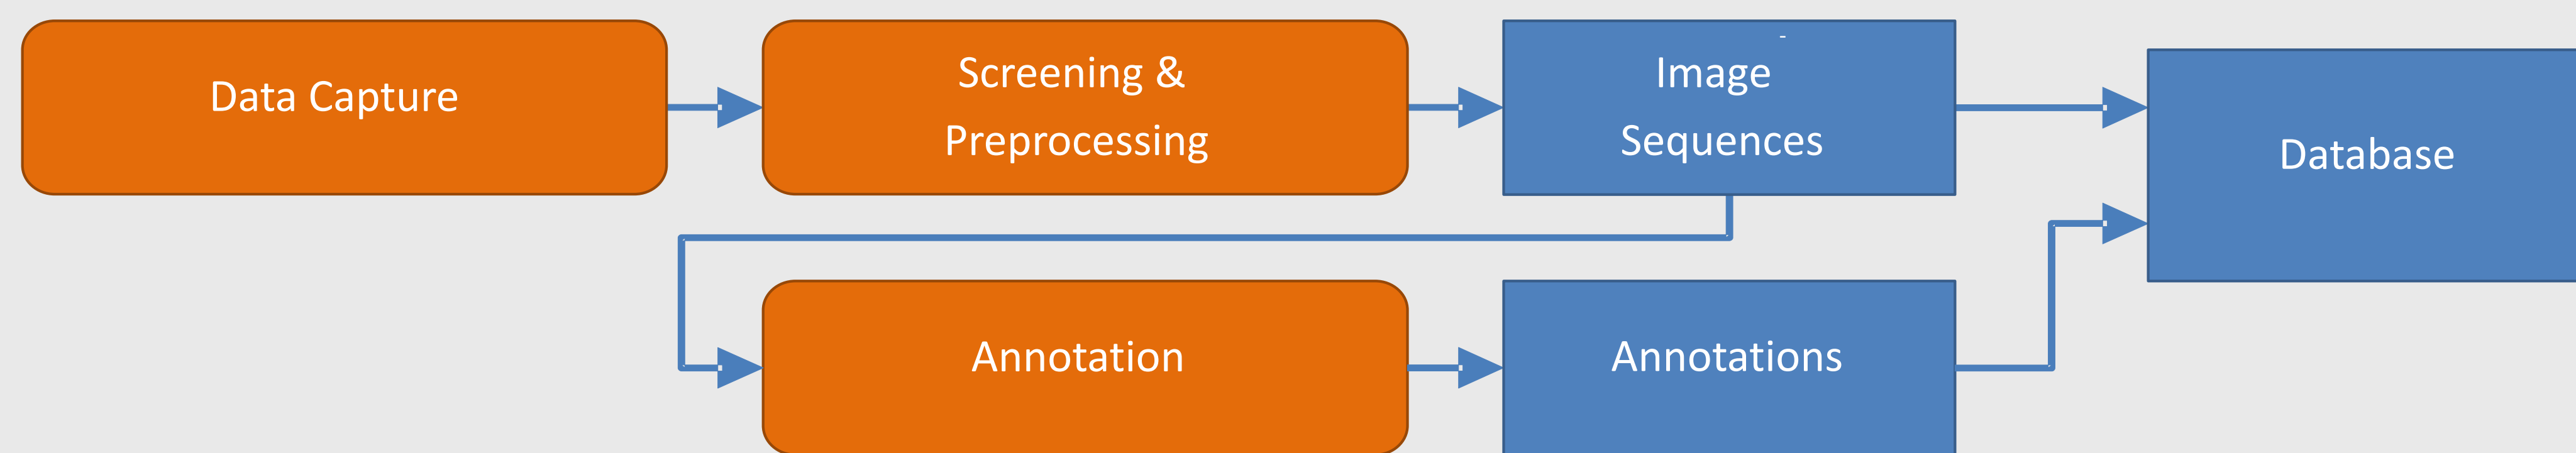 Data Capture
Screening &
Preprocessing
Image
Sequences
Database
Annotation
Annotations